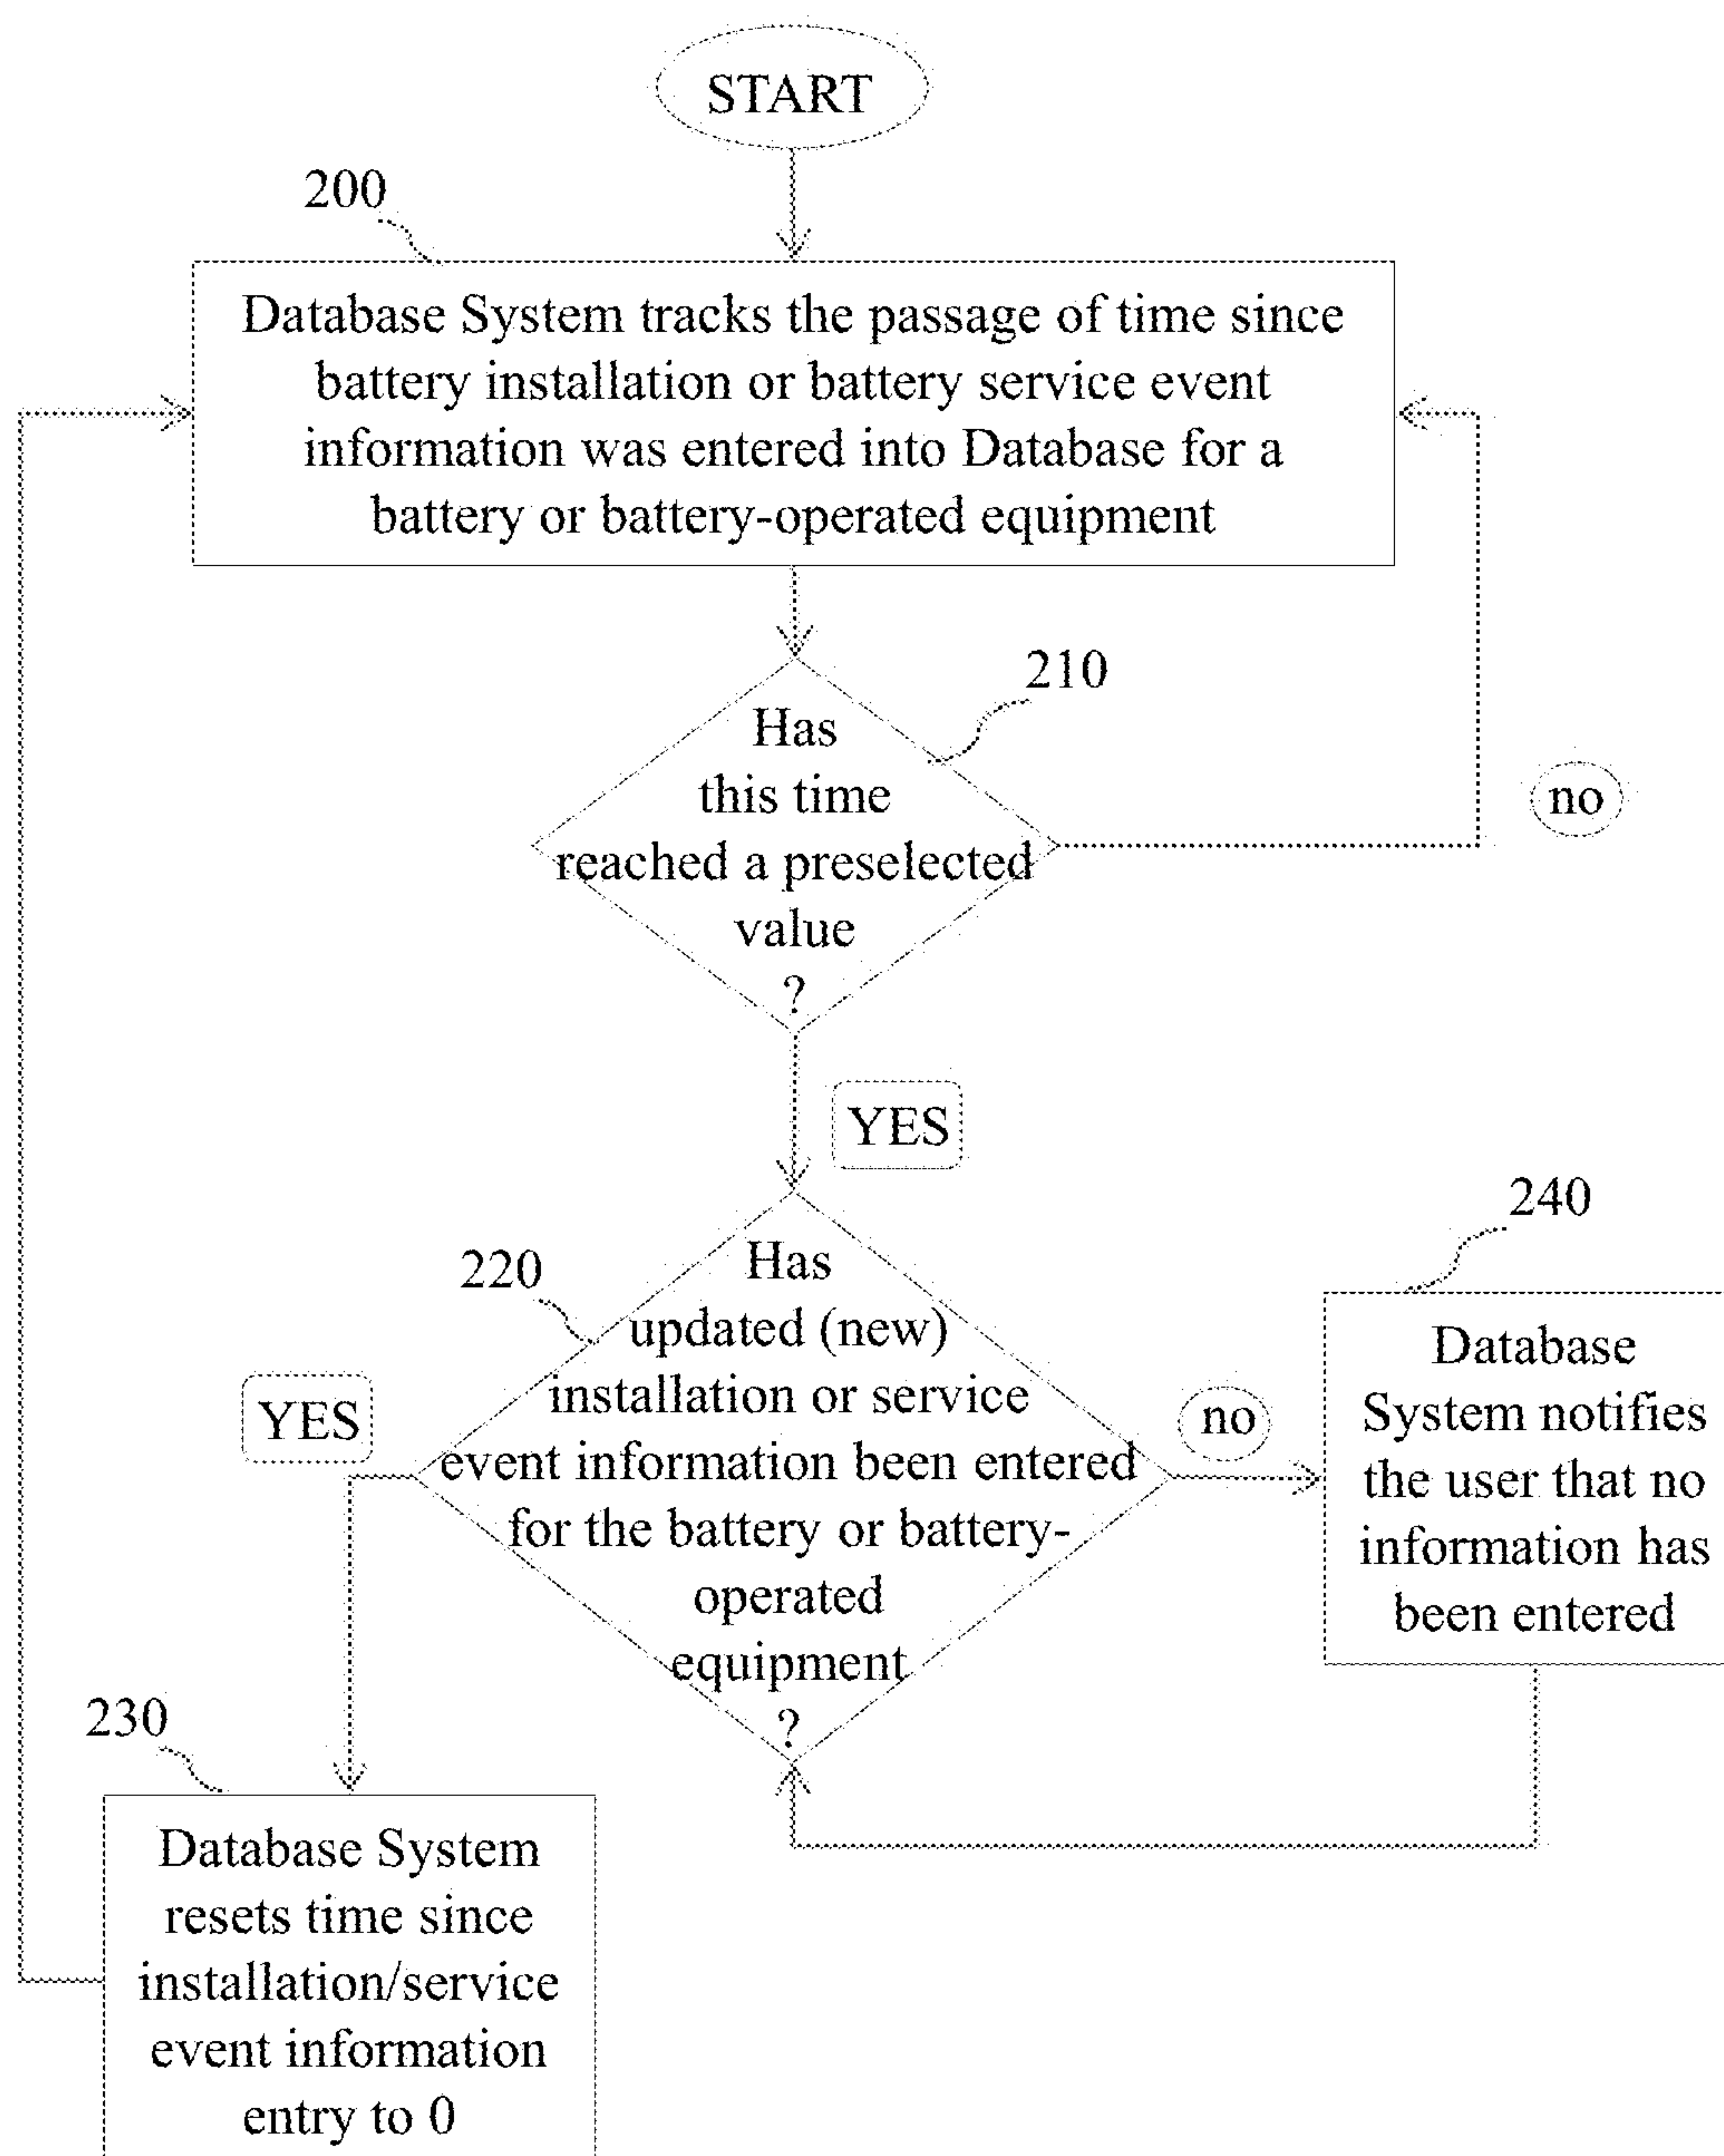 START
200
Database System tracks the passage of time since
battery installation or battery service event
information was entered into Database for a
battery or battery-operated equipment
210
Has
this time
reached a preselected
value
?
no
YES
220
Has
updated (new)
installation or service
event information been entered
for the battery or battery-
operated
equipment
?
YES
no
240
Database
System notifies
the user that no
information has
been entered
230
Database System
resets time since
installation/service
event information
entry to 0